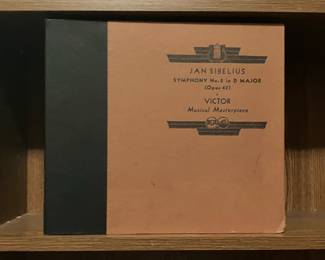 JAN SIBELIUS
SYMPHONY No. 2 in D MAJOR
(Opus 43)
VICTOR
Musical Masterpiece